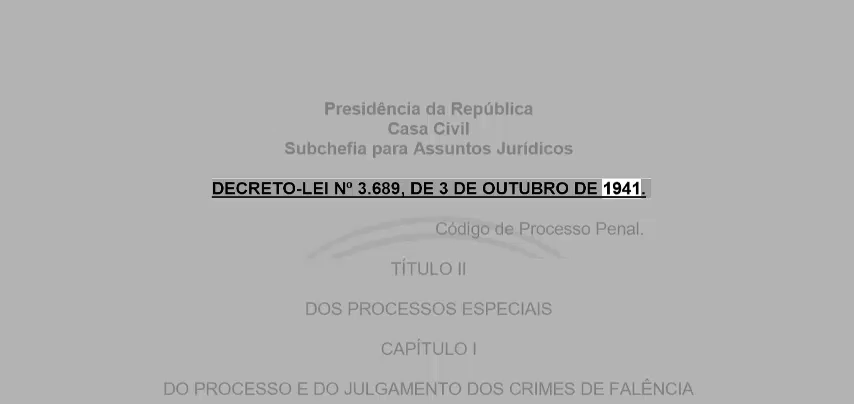 Presidência da República
Casa Civil
Subchefia para Assuntos Jurídicos
DECRETO-LEI Nº 3.689, DE 3 DE OUTUBRO DE 1941.
Código de Processo Penal.
TÍTULO II
DOS PROCESSOS ESPECIAIS
CAPÍTULO I
DO PROCESSO E DO JULGAMENTO DOS CRIMES DE FALÊNCIA